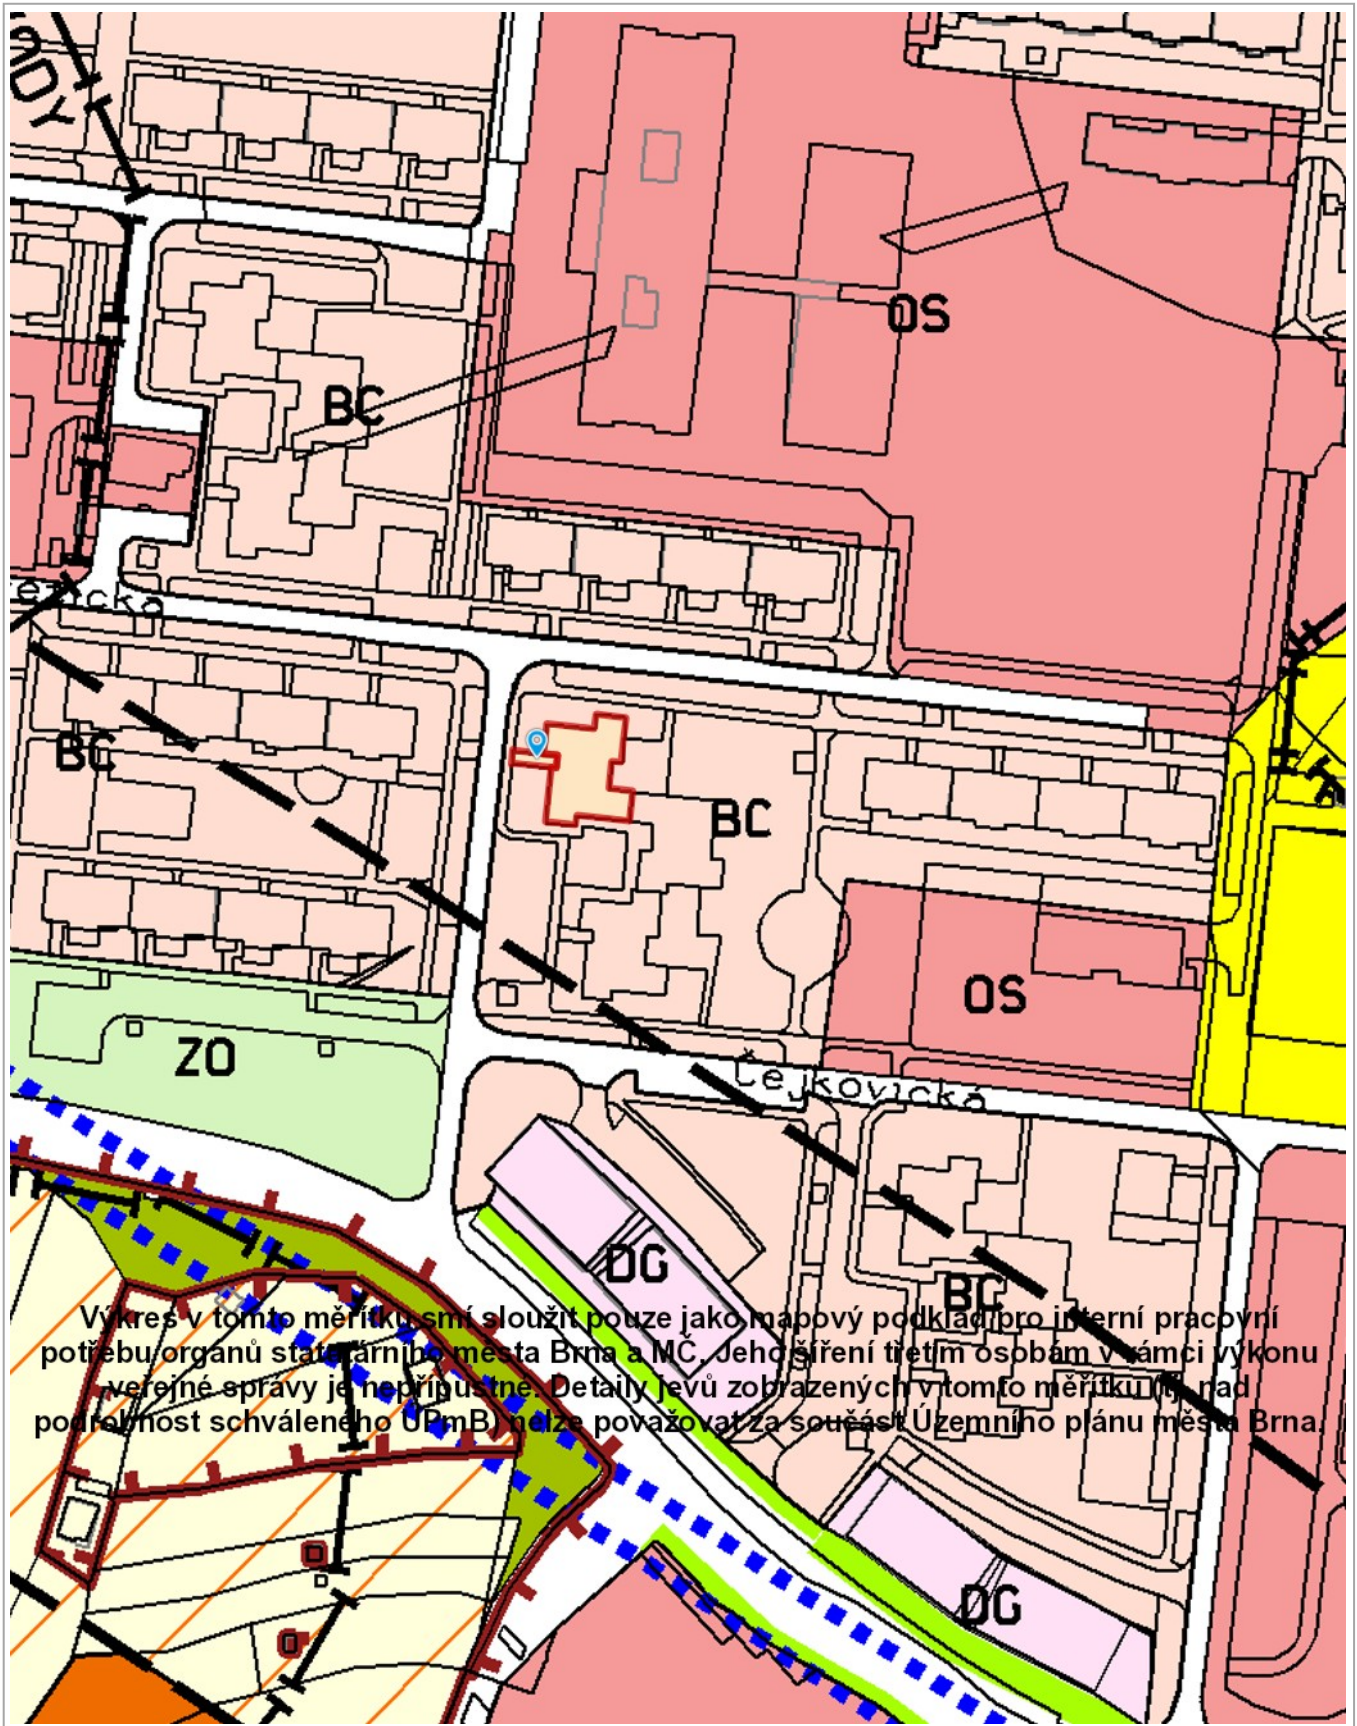 OS
BC
BC
BC
OS
ZO
Čejkovická
DG
BC
Výkres v tomto měřítku smí sloužit pouze jako mapový podklad pro interní pracovní
potřebu orgánů statutárního města Brna a MČ. Jeho šíření třetím osobám v rámci výkonu
veřejné správy je nepřípustné. Detaily jevů zobrazených v tomto měřítku (tj. nad
podrobnost schváleného ÚPmB) nelze považovat za součást Územního plánu města Brna.
DG